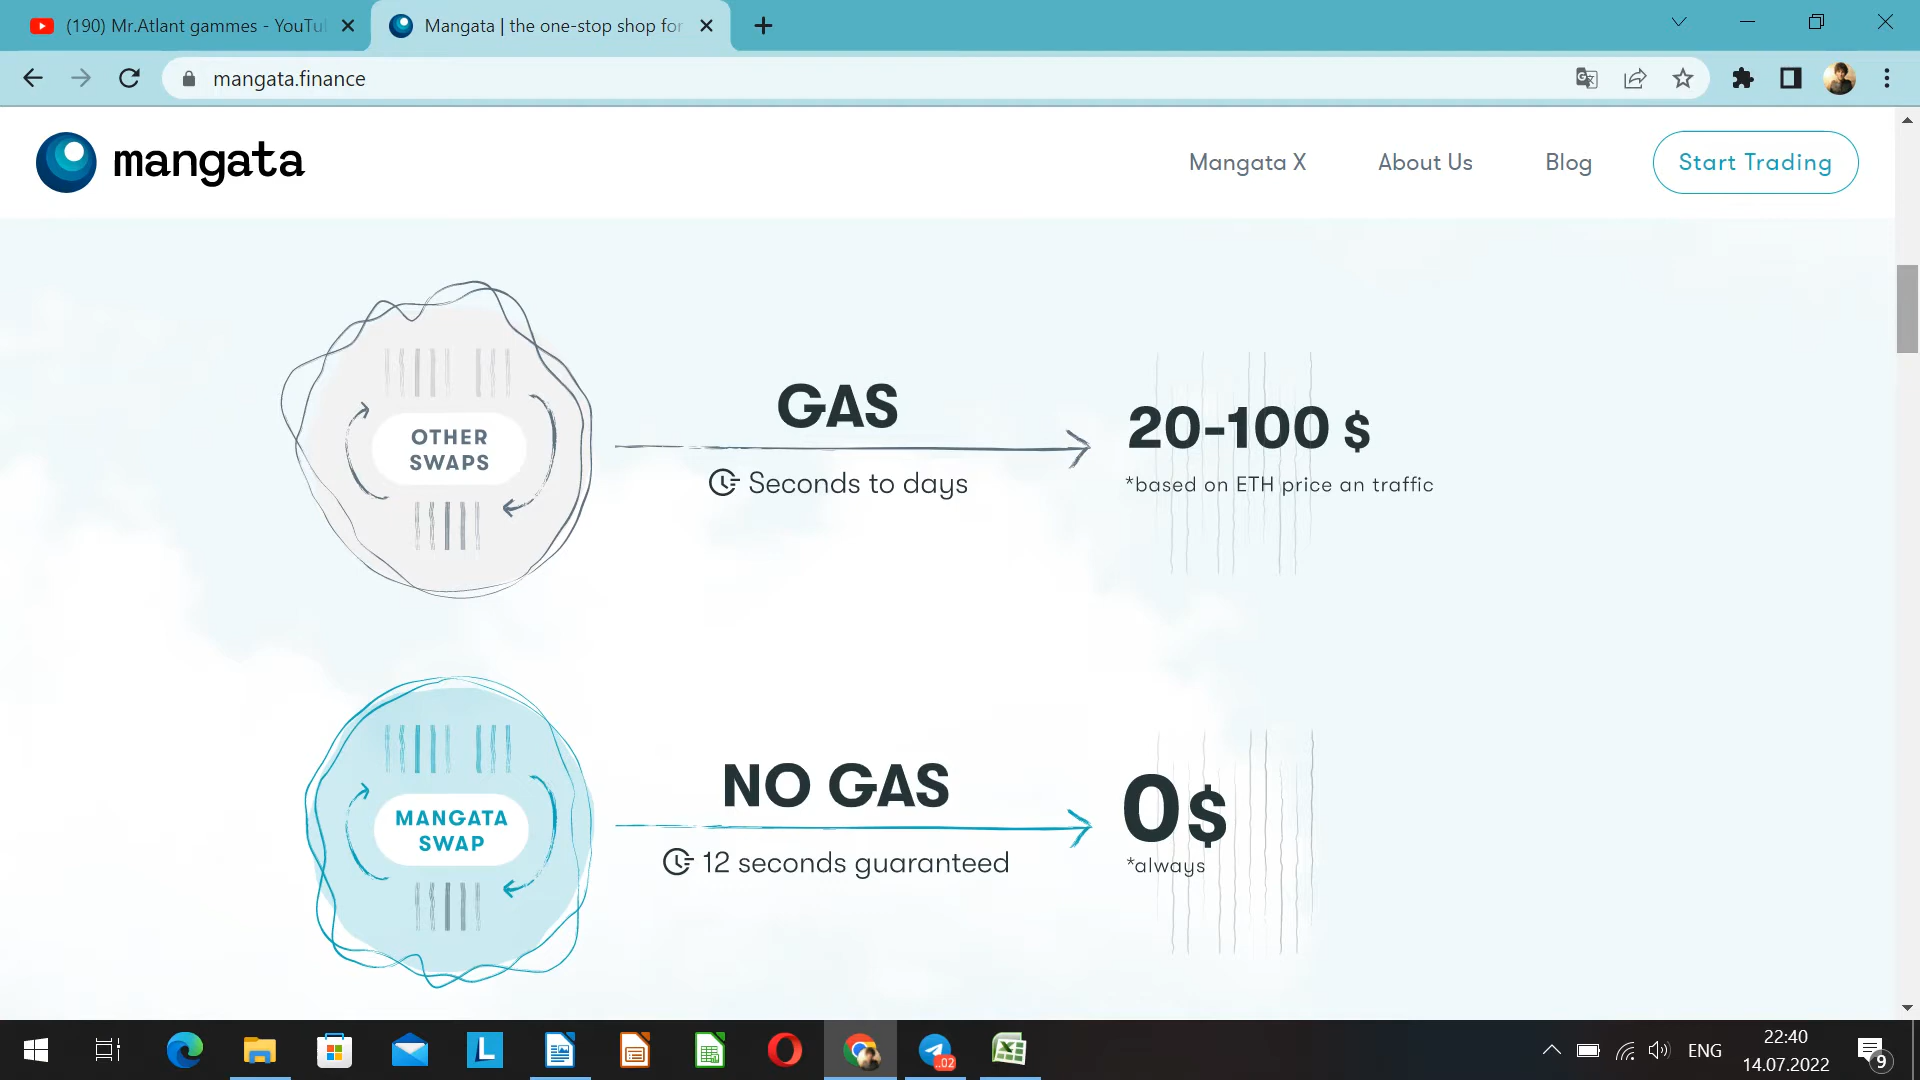 (190) Mr.Atlant gammes - YouTu
Mangata | the one-stop shop for
mangata.finance
mangata
Mangata X
About Us
Blog
Start Trading
OTHER
SWAPS
GAS
Seconds to days
20-100 $
*based on ETH price an traffic
MANGATA
SWAP
NO GAS
12 seconds guaranteed
0$
*always
L
..02
ENG
22:40
14.07.2022
9